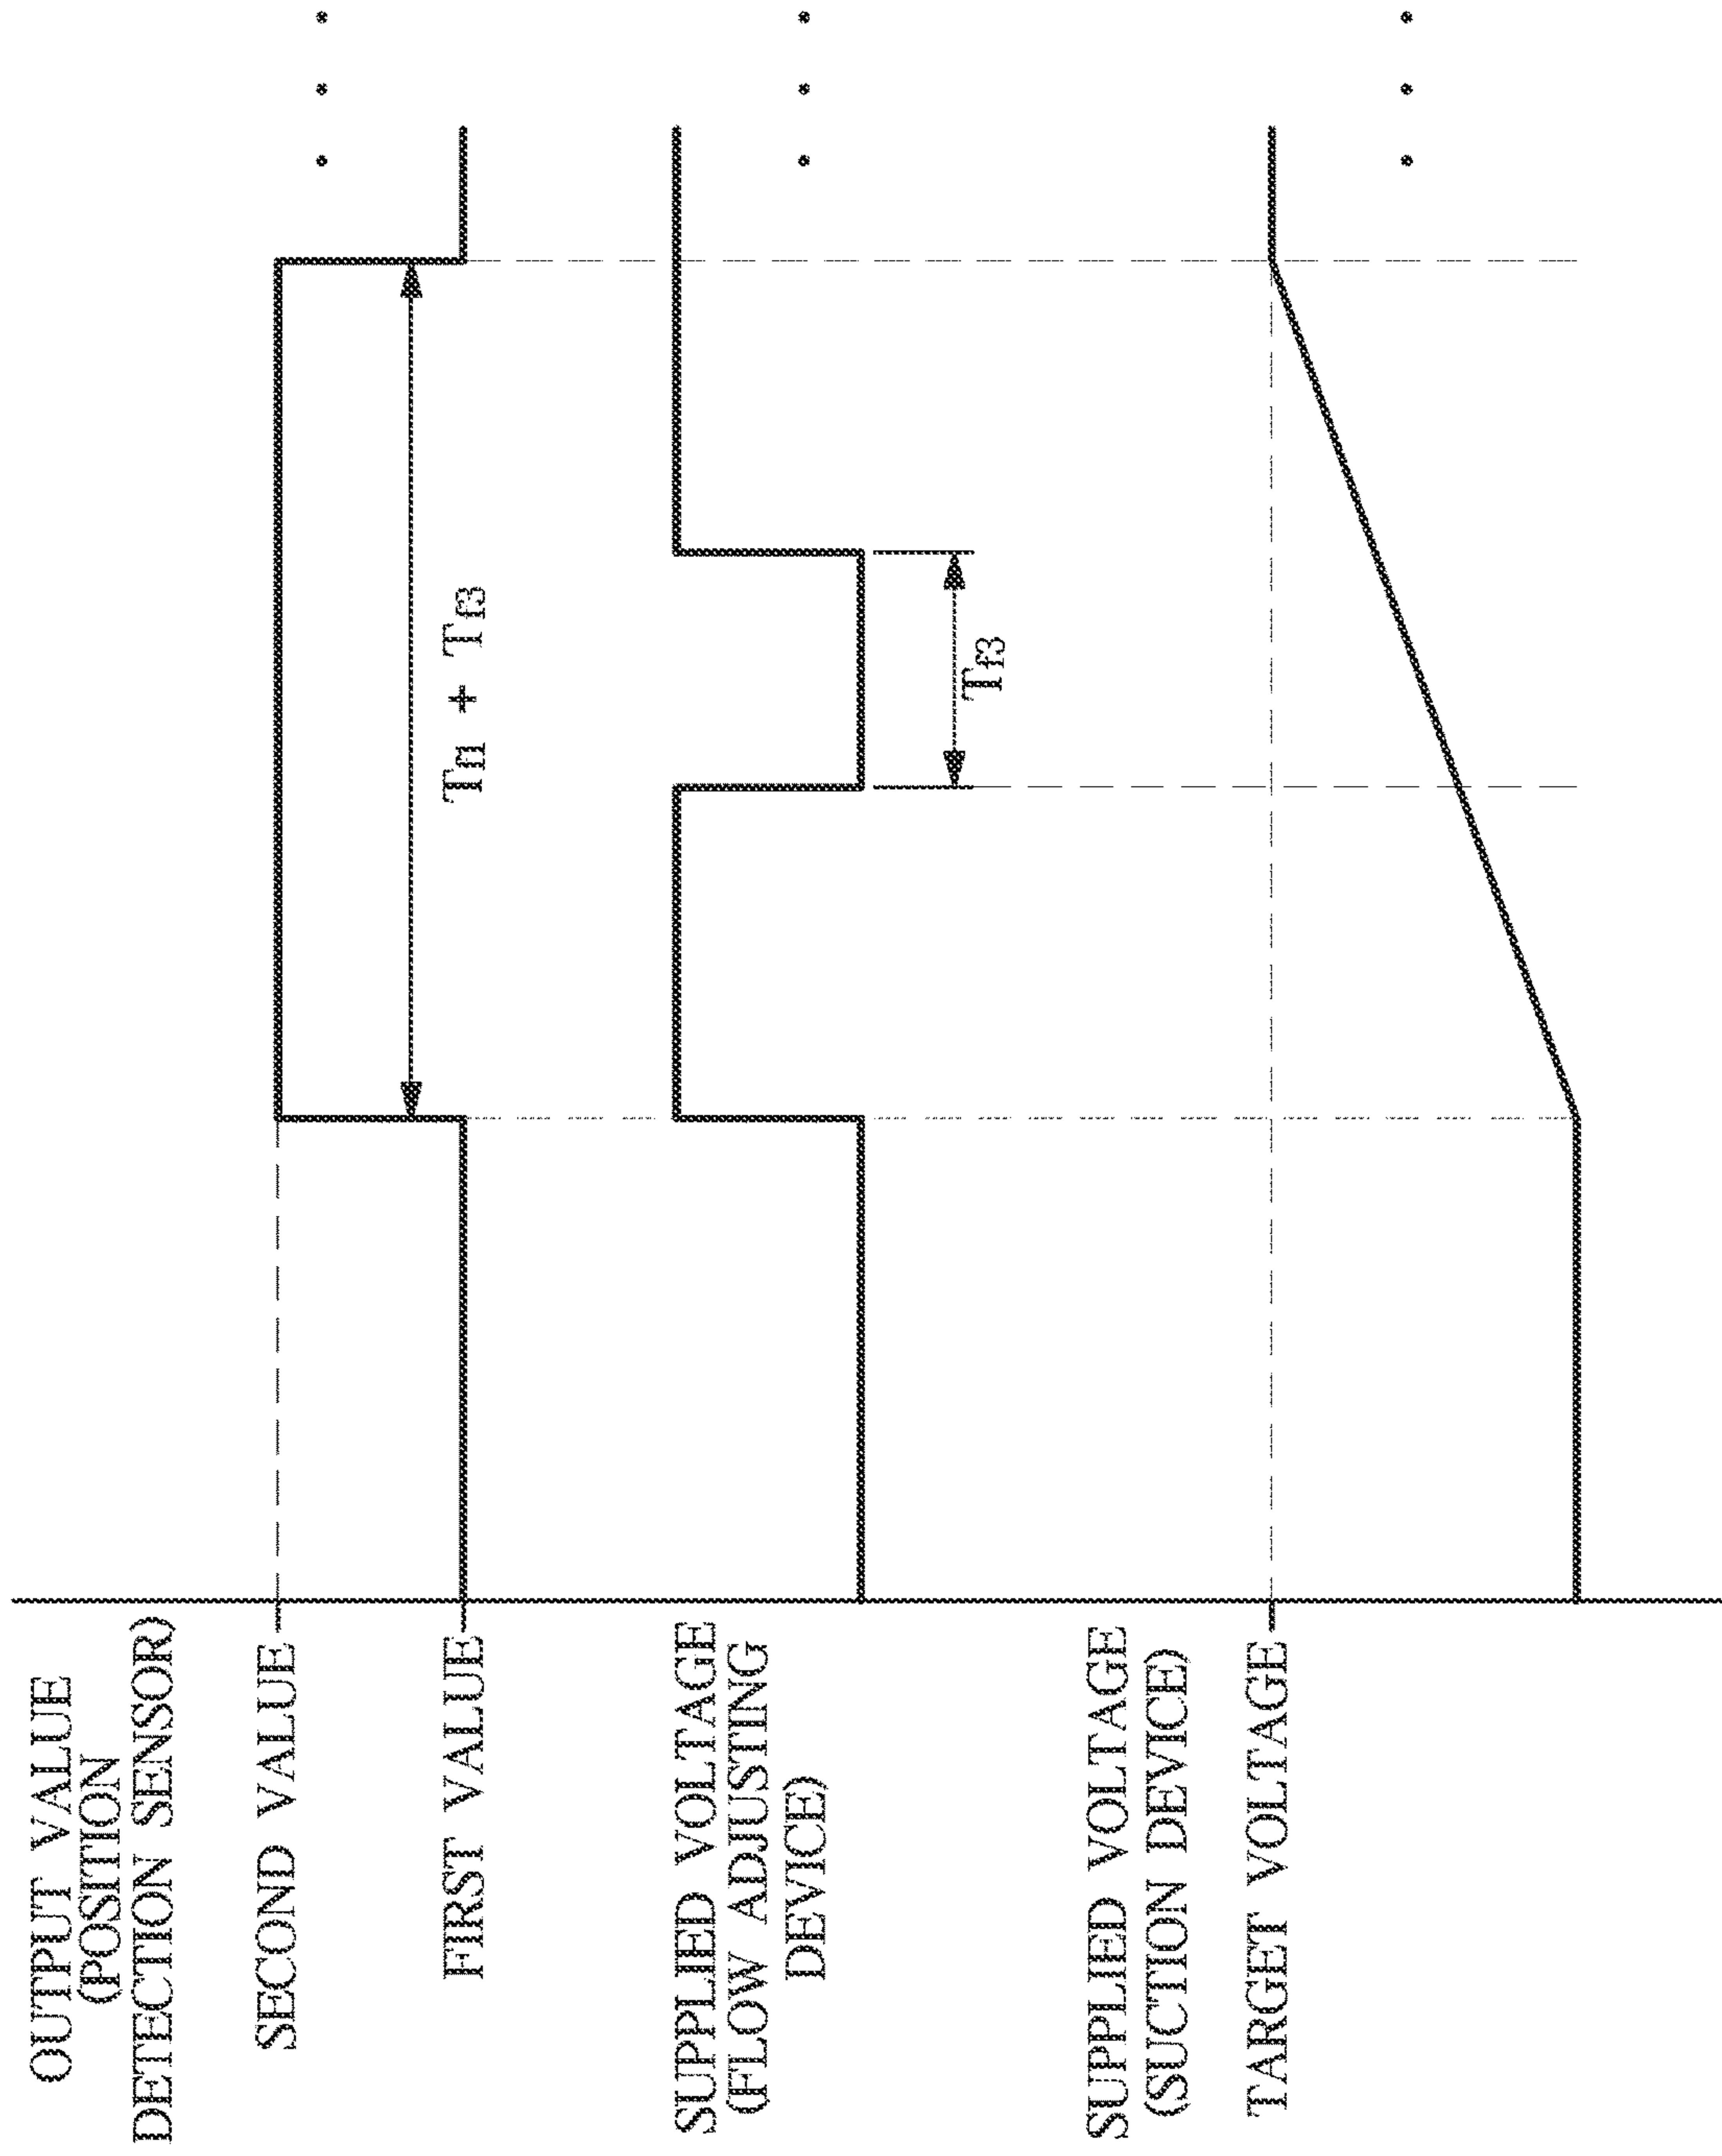 OUTPUT VALUE
(POSITION
DETECTION SENSOR)
SECOND VALUE
FIRST VALUE
Tf1 + Tf3
SUPPLIED VOLTAGE
(FLOW ADJUSTING
DEVICE)
Tf3
SUPPLIED VOLTAGE
(SUCTION DEVICE)
TARGET VOLTAGE